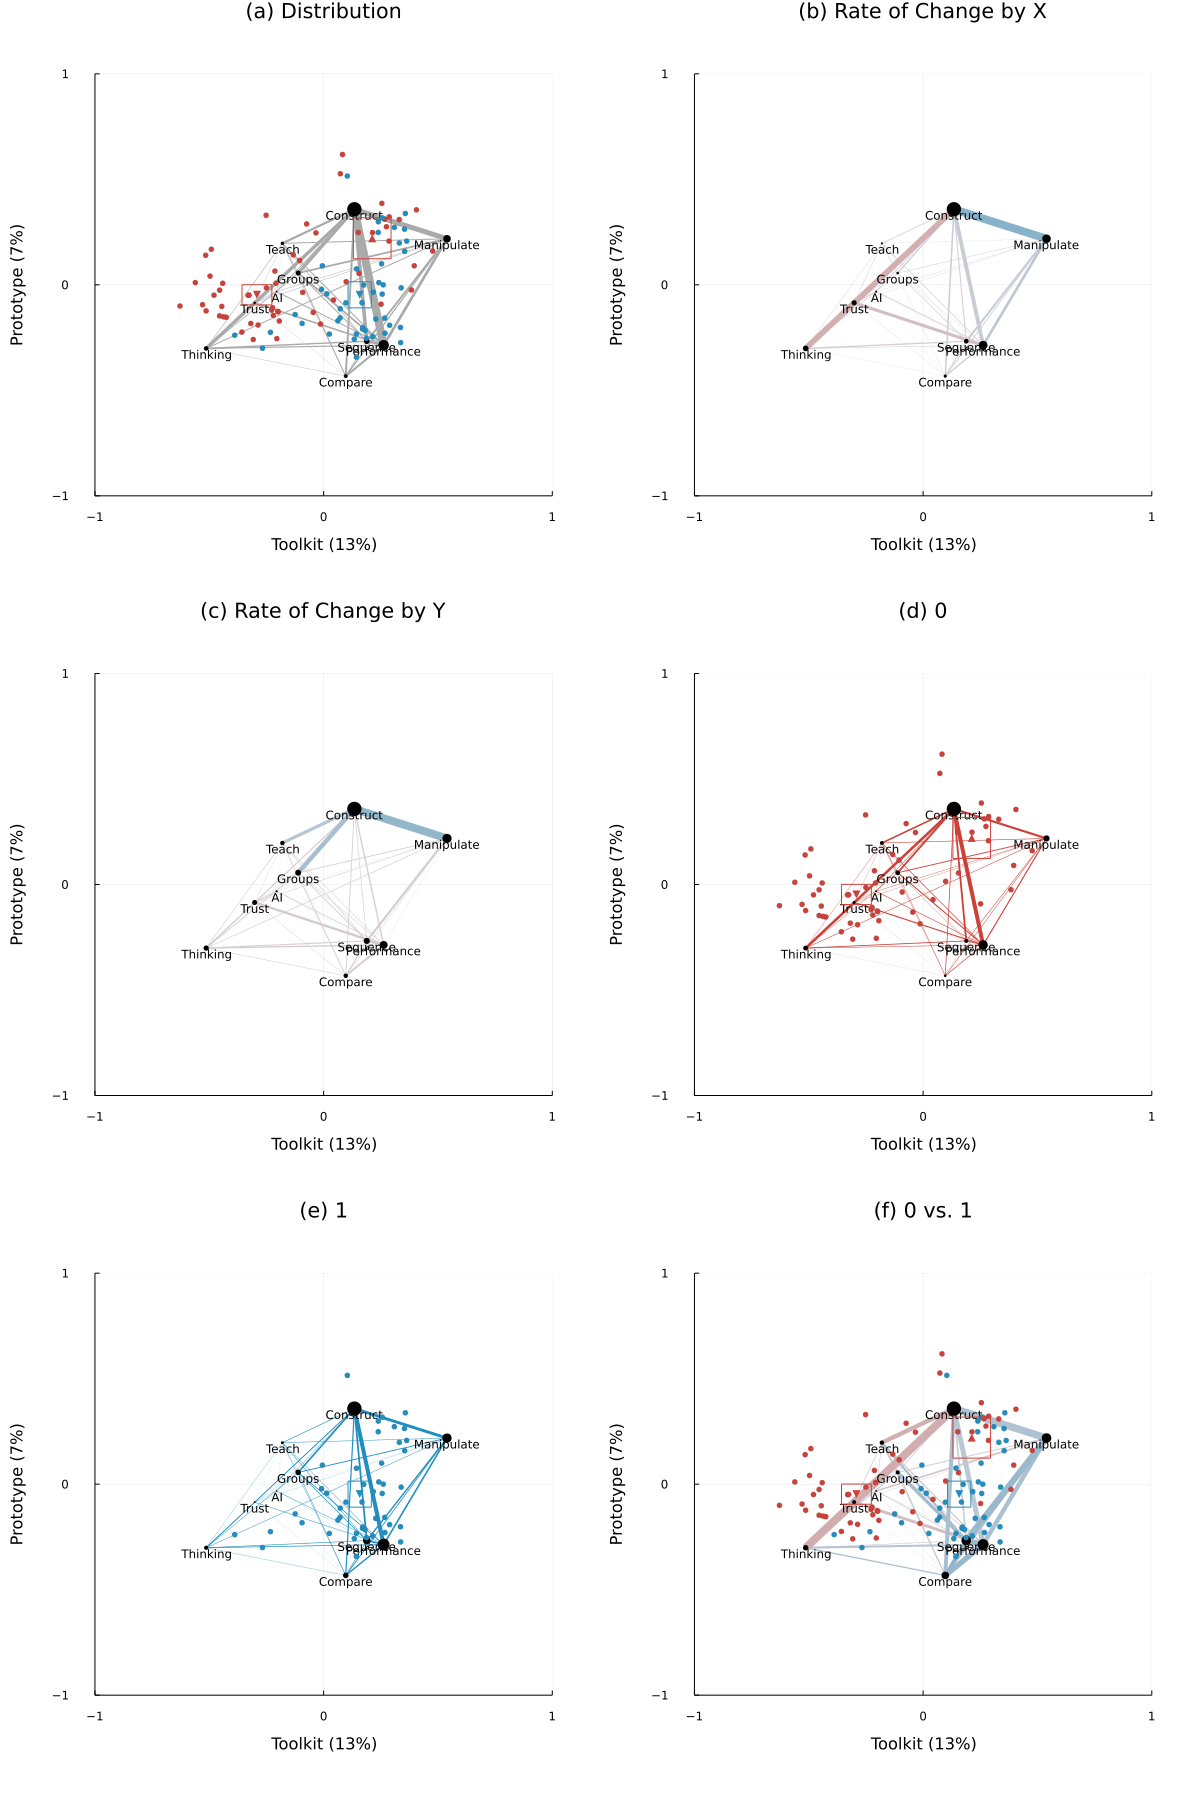 (a) Distribution
1
0
−1
−1
0
1
Construct
Manipulate
Teach
Groups
AI
Trust
Thinking
Sequence
Performance
Compare
Toolkit (13%)
Prototype (7%)
(b) Rate of Change by X
1
0
−1
−1
0
1
Construct
Manipulate
Teach
Groups
AI
Trust
Thinking
Sequence
Performance
Compare
Toolkit (13%)
Prototype (7%)
(c) Rate of Change by Y
1
0
−1
−1
0
1
Construct
Manipulate
Teach
Groups
AI
Trust
Thinking
Sequence
Performance
Compare
Toolkit (13%)
Prototype (7%)
(d) 0
1
0
−1
−1
0
1
Construct
Manipulate
Teach
Groups
AI
Trust
Thinking
Sequence
Performance
Compare
Toolkit (13%)
Prototype (7%)
(e) 1
1
0
−1
−1
0
1
Construct
Manipulate
Teach
Groups
AI
Trust
Thinking
Sequence
Performance
Compare
Toolkit (13%)
Prototype (7%)
(f) 0 vs. 1
1
0
−1
−1
0
1
Construct
Manipulate
Teach
Groups
AI
Trust
Thinking
Sequence
Performance
Compare
Toolkit (13%)
Prototype (7%)